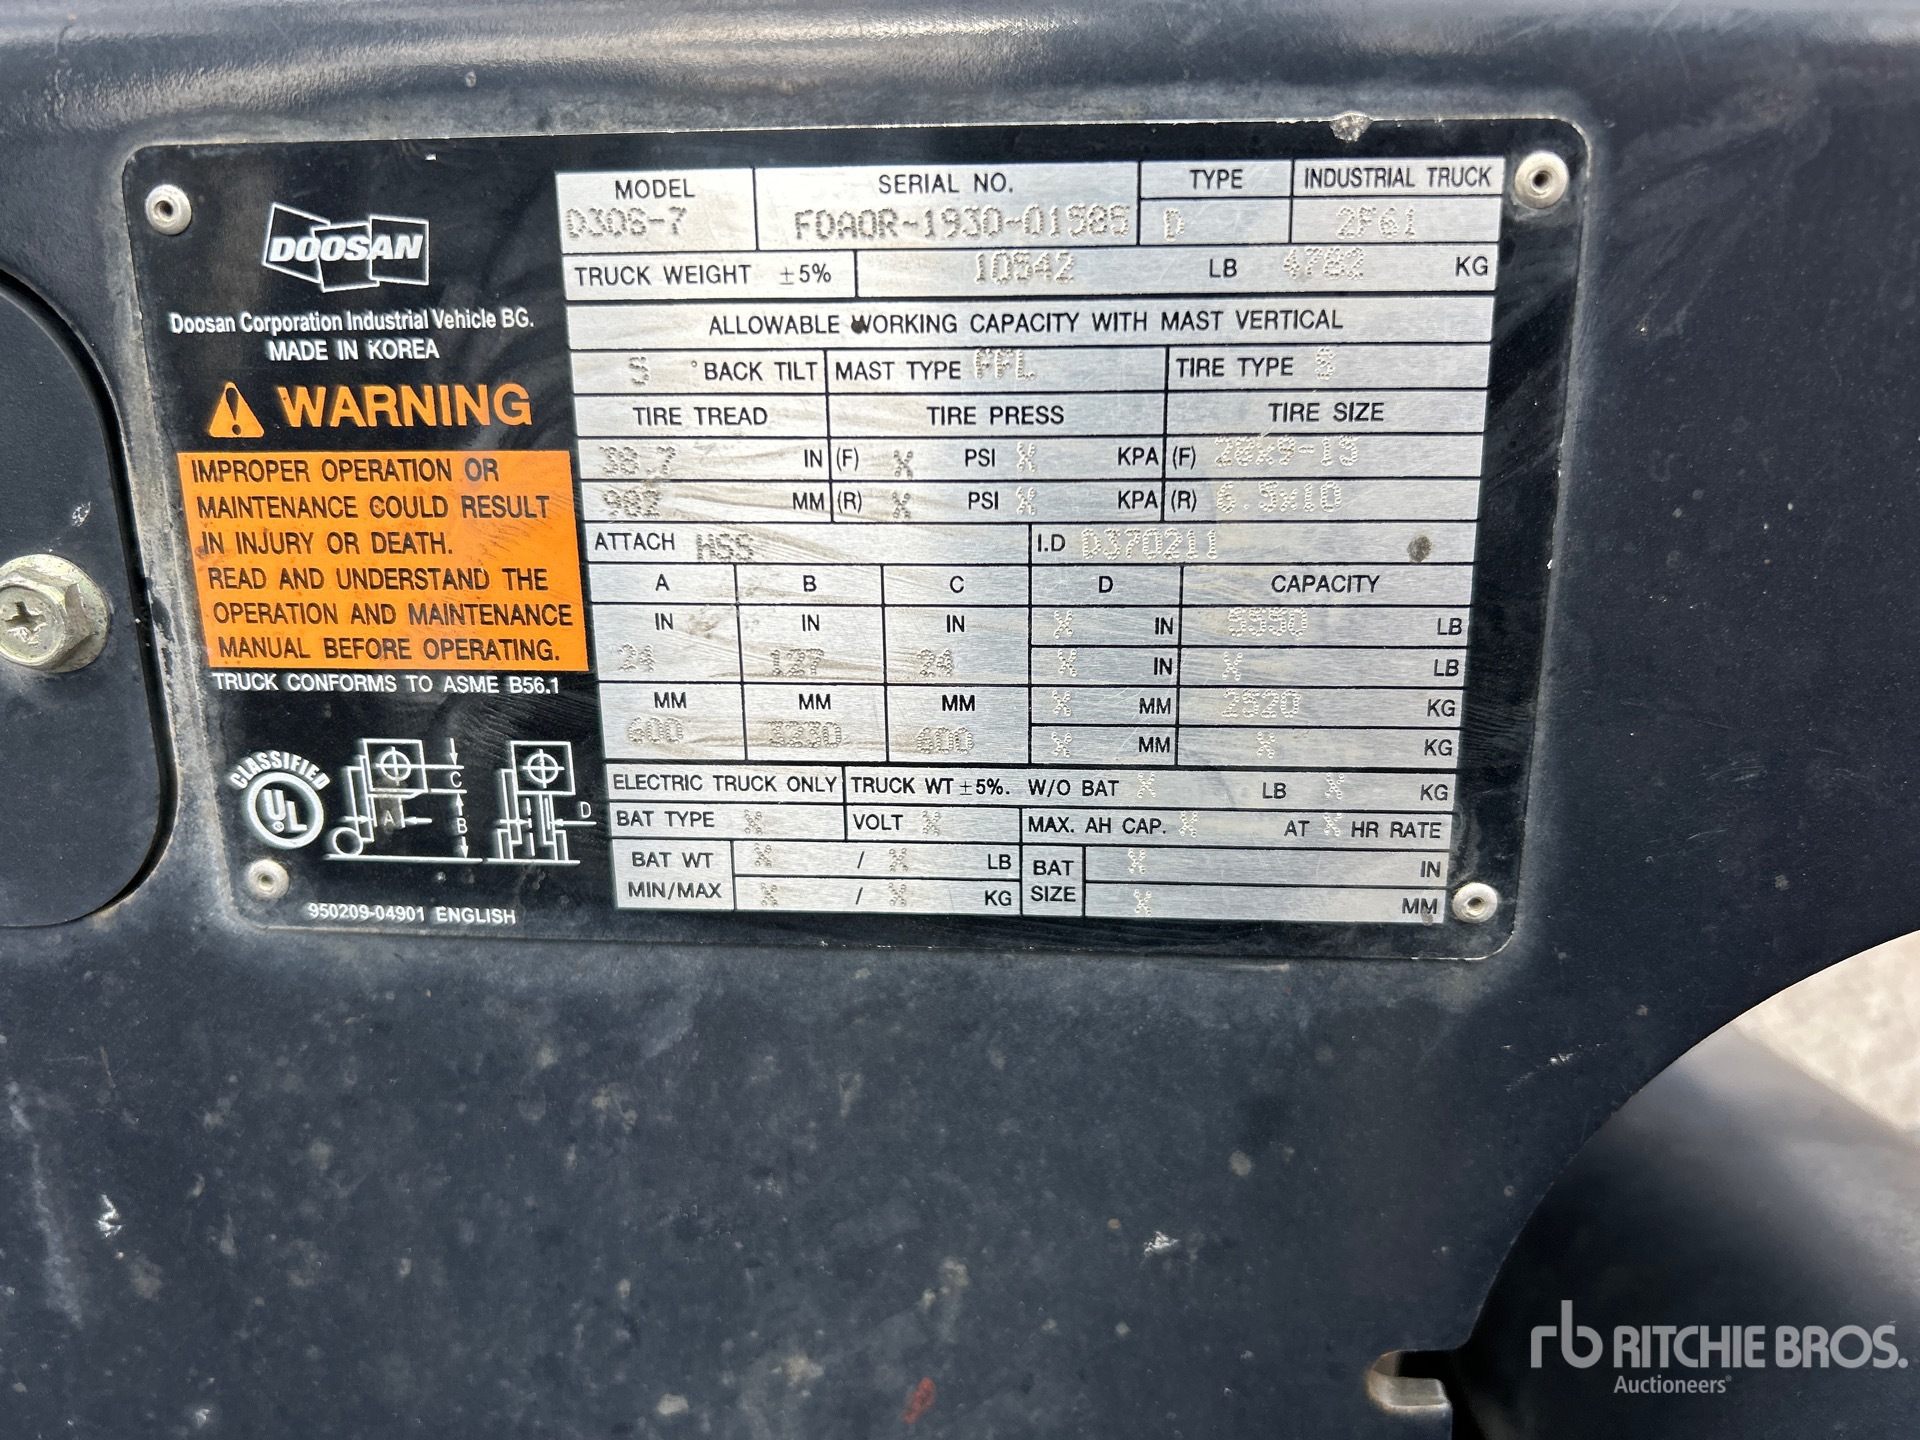 DOOSAN
Doosan Corporation Industrial Vehicle BG.
MADE IN KOREA
WARNING
IMPROPER OPERATION OR
MAINTENANCE COULD RESULT
IN INJURY OR DEATH.
READ AND UNDERSTAND THE
OPERATION AND MAINTENANCE
MANUAL BEFORE OPERATING.
TRUCK CONFORMS TO ASME B56.1
CLASSIFIED
UL
A B C D
950209-04901 ENGLISH
MODEL SERIAL NO. TYPE INDUSTRIAL TRUCK
D30S-7 FDA0R-1930-01585 D 2F61
TRUCK WEIGHT ±5% 10542 LB 4782 KG
ALLOWABLE WORKING CAPACITY WITH MAST VERTICAL
5 °BACK TILT MAST TYPE FFL TIRE TYPE S
TIRE TREAD TIRE PRESS TIRE SIZE
38.7 IN (F) X PSI X KPA (F) 28x9-15
982 MM (R) X PSI X KPA (R) 6.5x10
ATTACH HSS I.D D370211
A B C D CAPACITY
IN IN IN X IN 5550 LB
24 127 24 X IN X LB
MM MM MM X MM 2520 KG
600 3230 600 X MM X KG
ELECTRIC TRUCK ONLY TRUCK WT ±5%. W/O BAT X LB X KG
BAT TYPE X VOLT X MAX. AH CAP. X AT X HR RATE
BAT WT X / X LB BAT X IN
MIN/MAX X / X KG SIZE X MM
rb RITCHIE BROS.
Auctioneers